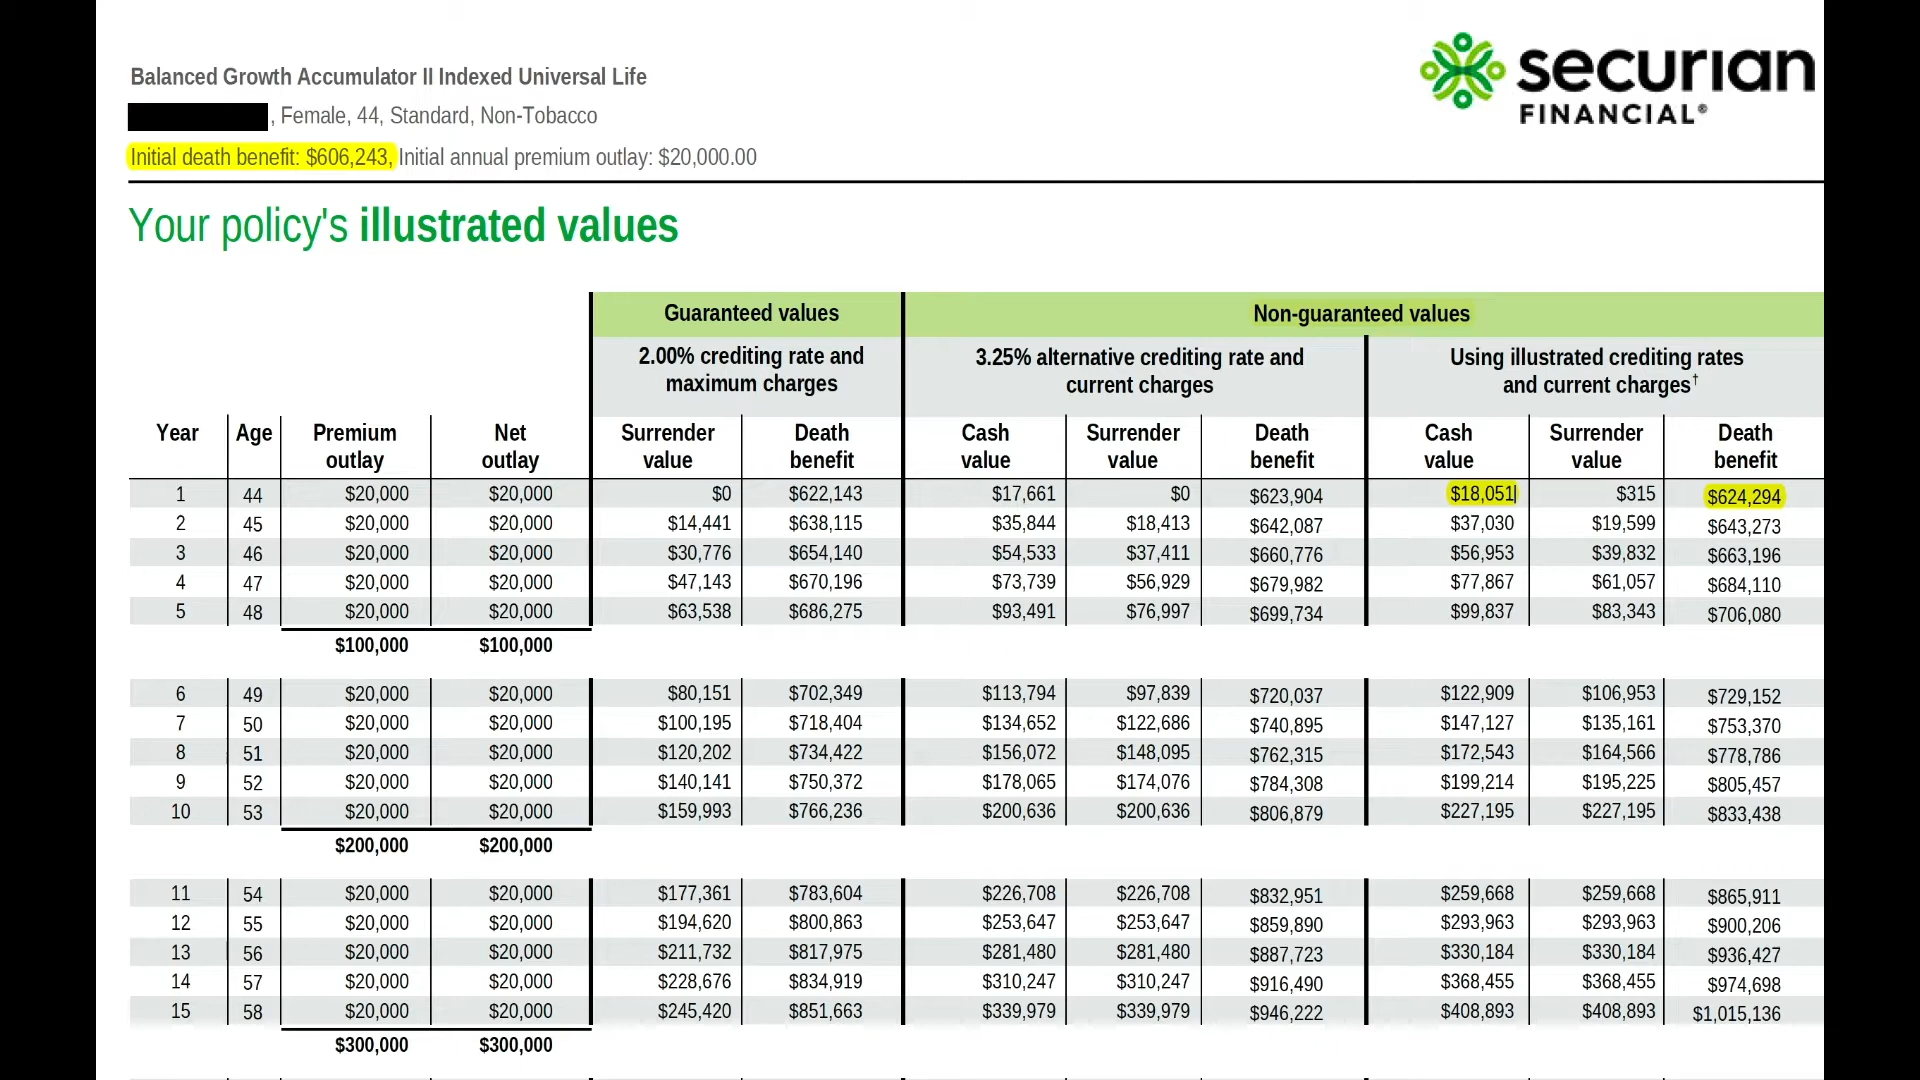 securian
FINANCIAL®
Balanced Growth Accumulator II Indexed Universal Life
, Female, 44, Standard, Non-Tobacco
Initial death benefit: $606,243, Initial annual premium outlay: $20,000.00
Your policy's illustrated values
Guaranteed values Non-guaranteed values
2.00% crediting rate and 3.25% alternative crediting rate and Using illustrated crediting rates
maximum charges current charges and current charges†
Year Age Premium Net Surrender Death Cash Surrender Death Cash Surrender Death
outlay outlay value benefit value value benefit value value benefit
1 44 $20,000 $20,000 $0 $622,143 $17,661 $0 $623,904 $18,051 $315 $624,294
2 45 $20,000 $20,000 $14,441 $638,115 $35,844 $18,413 $642,087 $37,030 $19,599 $643,273
3 46 $20,000 $20,000 $30,776 $654,140 $54,533 $37,411 $660,776 $56,953 $39,832 $663,196
4 47 $20,000 $20,000 $47,143 $670,196 $73,739 $56,929 $679,982 $77,867 $61,057 $684,110
5 48 $20,000 $20,000 $63,538 $686,275 $93,491 $76,997 $699,734 $99,837 $83,343 $706,080
$100,000 $100,000
6 49 $20,000 $20,000 $80,151 $702,349 $113,794 $97,839 $720,037 $122,909 $106,953 $729,152
7 50 $20,000 $20,000 $100,195 $718,404 $134,652 $122,686 $740,895 $147,127 $135,161 $753,370
8 51 $20,000 $20,000 $120,202 $734,422 $156,072 $148,095 $762,315 $172,543 $164,566 $778,786
9 52 $20,000 $20,000 $140,141 $750,372 $178,065 $174,076 $784,308 $199,214 $195,225 $805,457
10 53 $20,000 $20,000 $159,993 $766,236 $200,636 $200,636 $806,879 $227,195 $227,195 $833,438
$200,000 $200,000
11 54 $20,000 $20,000 $177,361 $783,604 $226,708 $226,708 $832,951 $259,668 $259,668 $865,911
12 55 $20,000 $20,000 $194,620 $800,863 $253,647 $253,647 $859,890 $293,963 $293,963 $900,206
13 56 $20,000 $20,000 $211,732 $817,975 $281,480 $281,480 $887,723 $330,184 $330,184 $936,427
14 57 $20,000 $20,000 $228,676 $834,919 $310,247 $310,247 $916,490 $368,455 $368,455 $974,698
15 58 $20,000 $20,000 $245,420 $851,663 $339,979 $339,979 $946,222 $408,893 $408,893 $1,015,136
$300,000 $300,000